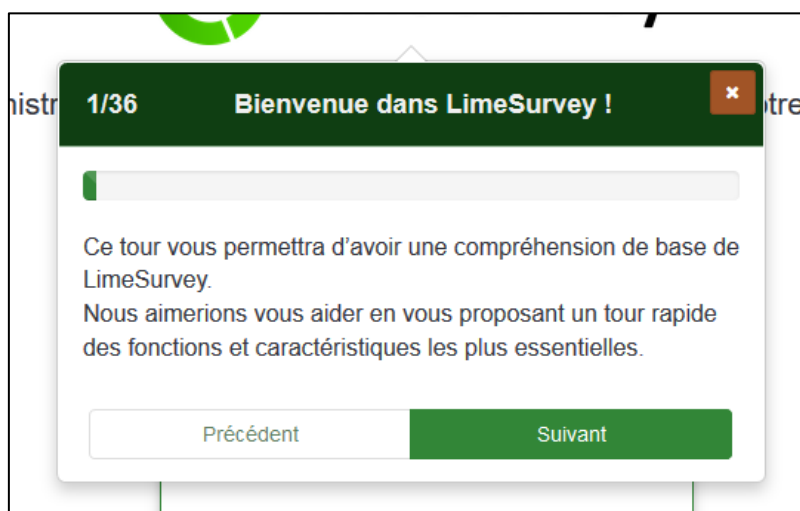 1/36 Bienvenue dans LimeSurvey !
Ce tour vous permettra d’avoir une compréhension de base de
LimeSurvey.
Nous aimerions vous aider en vous proposant un tour rapide
des fonctions et caractéristiques les plus essentielles.
Précédent Suivant